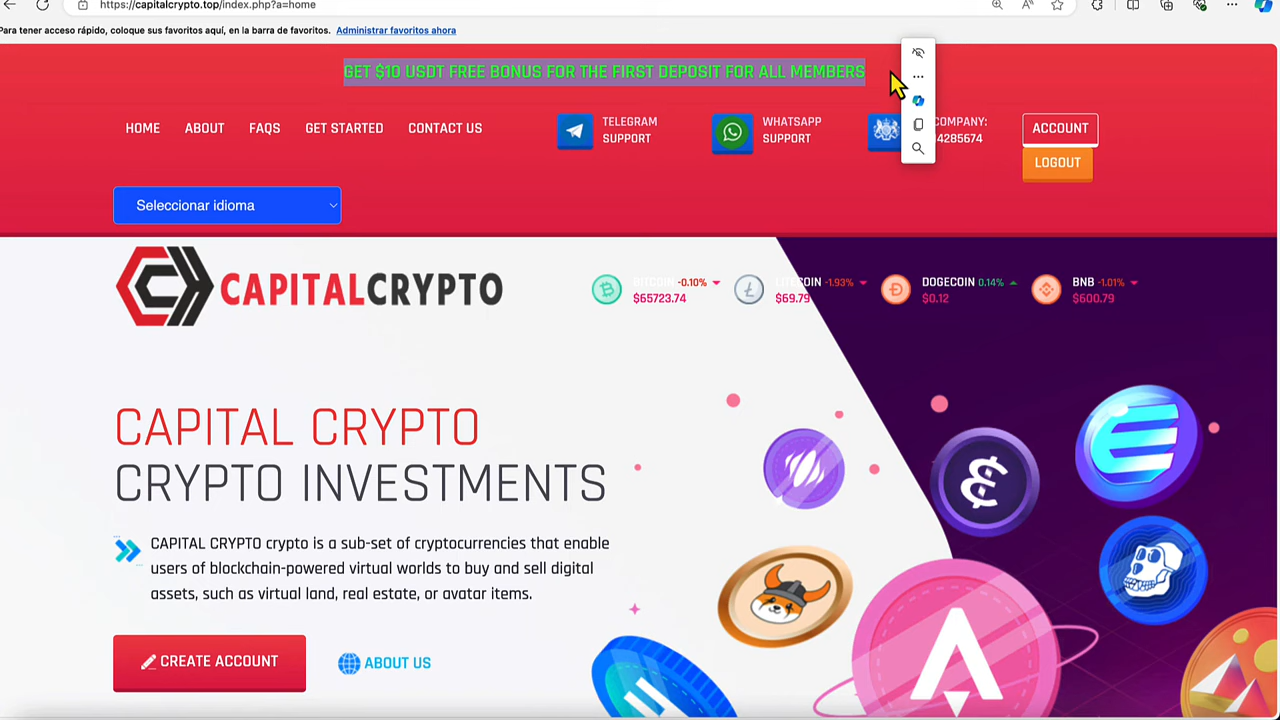 https://capitalcrypto.top/index.php?a=home
Para tener acceso rápido, coloque sus favoritos aquí, en la barra de favoritos. Administrar favoritos ahora
GET $10 USDT FREE BONUS FOR THE FIRST DEPOSIT FOR ALL MEMBERS
HOME ABOUT FAQS GET STARTED CONTACT US
TELEGRAM
SUPPORT
WHATSAPP
SUPPORT
COMPANY:
14285674
ACCOUNT
LOGOUT
Seleccionar idioma
CAPITALCRYPTO
BITCOIN -0.10%
$65723.74
LITECOIN -1.93%
$69.79
DOGECOIN 0.14%
$0.12
BNB -1.01%
$600.79
CAPITAL CRYPTO
CRYPTO INVESTMENTS
CAPITAL CRYPTO crypto is a sub-set of cryptocurrencies that enable
users of blockchain-powered virtual worlds to buy and sell digital
assets, such as virtual land, real estate, or avatar items.
CREATE ACCOUNT
ABOUT US